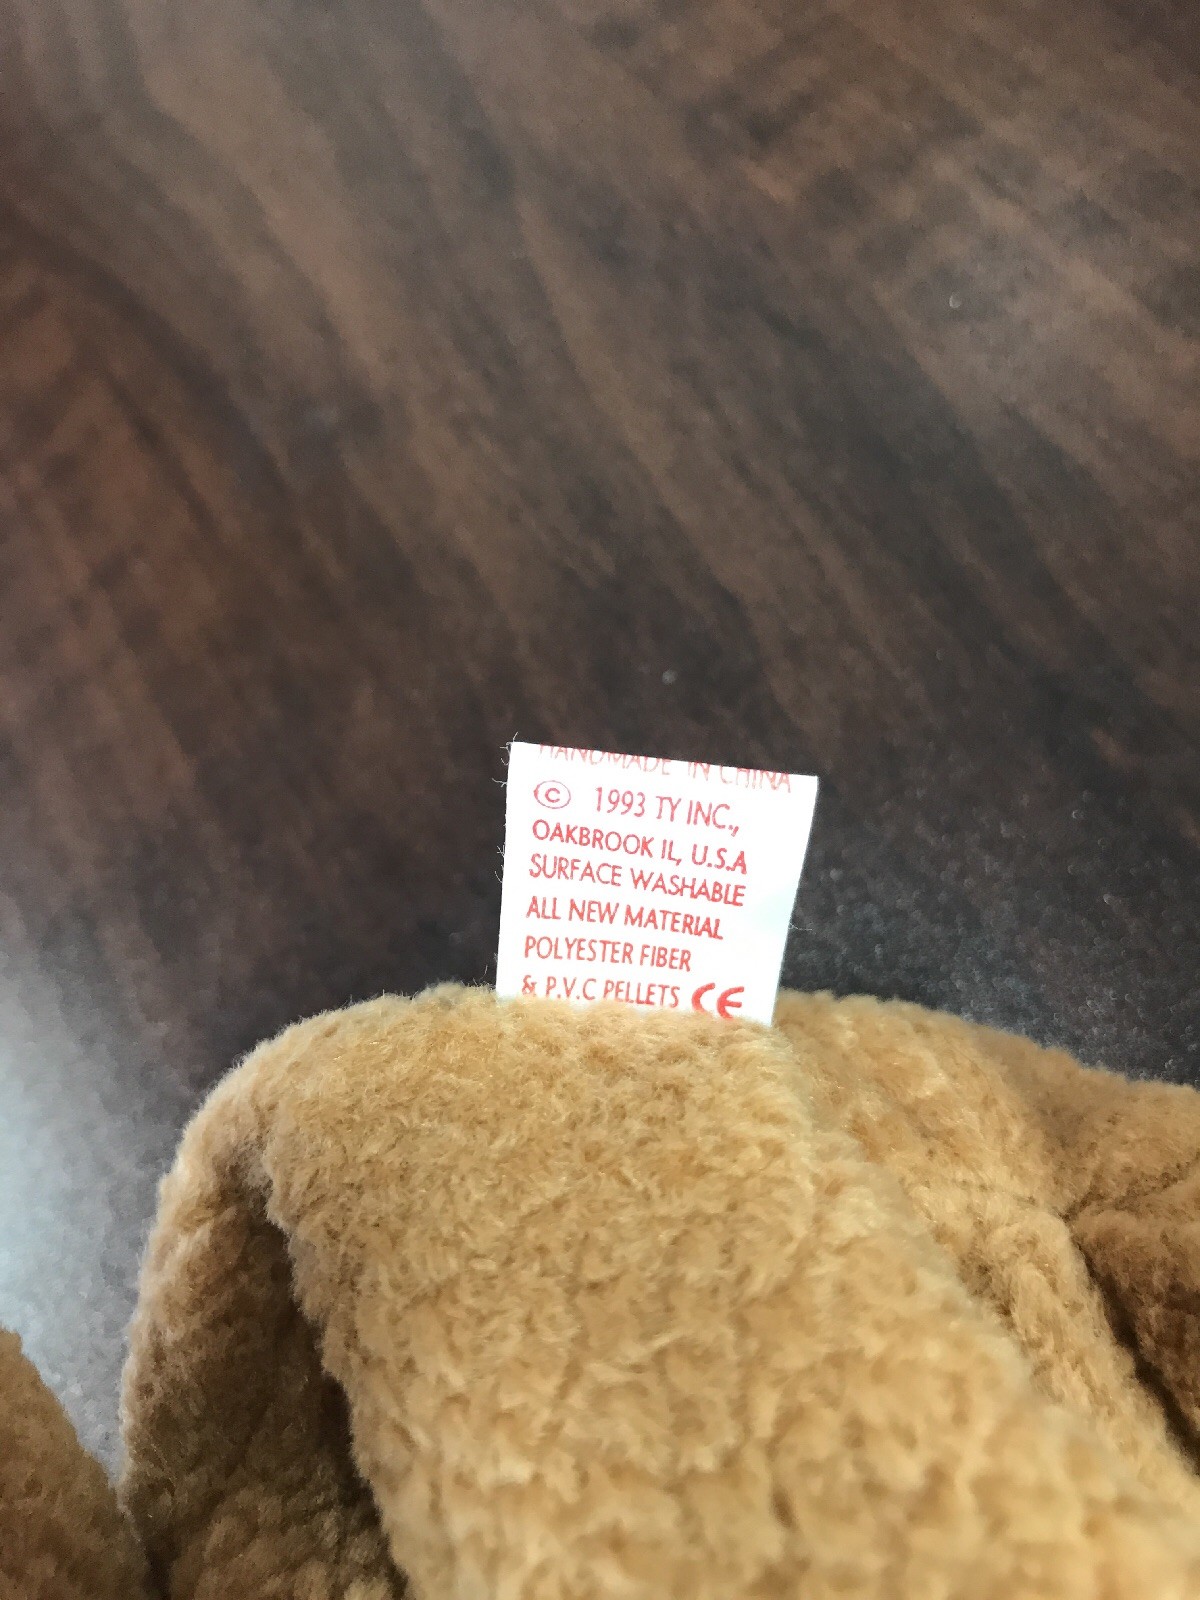 HANDMADE IN CHINA
© 1993 TY INC.,
OAKBROOK IL, U.S.A
SURFACE WASHABLE
ALL NEW MATERIAL
POLYESTER FIBER
& P.V.C PELLETS CE